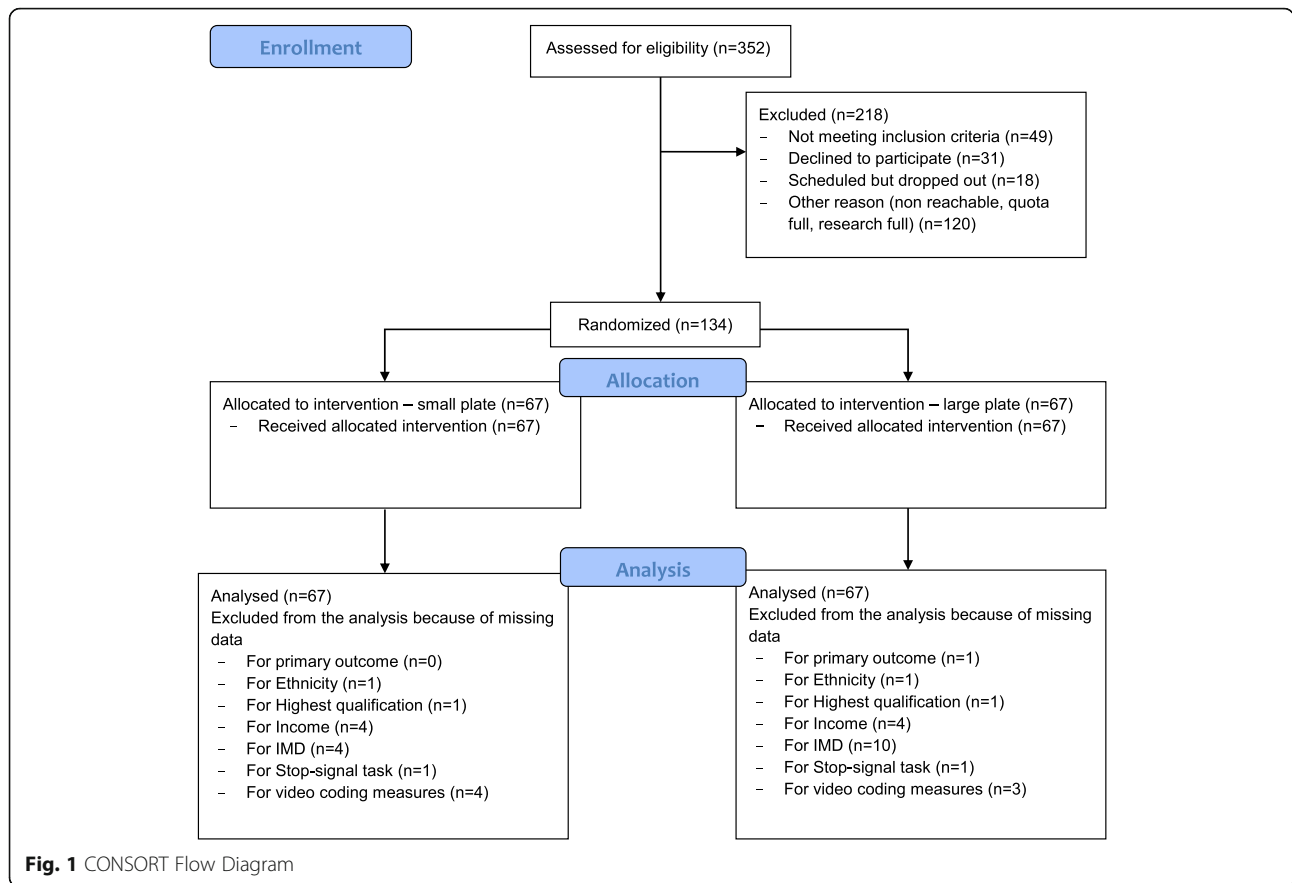 Enrollment
Assessed for eligibility (n=352)
Excluded (n=218)
− Not meeting inclusion criteria (n=49)
− Declined to participate (n=31)
− Scheduled but dropped out (n=18)
− Other reason (non reachable, quota
full, research full) (n=120)
Randomized (n=134)
Allocation
Allocated to intervention – small plate (n=67)
− Received allocated intervention (n=67)
Allocated to intervention – large plate (n=67)
− Received allocated intervention (n=67)
Analysis
Analysed (n=67)
Excluded from the analysis because of missing
data
− For primary outcome (n=0)
− For Ethnicity (n=1)
− For Highest qualification (n=1)
− For Income (n=4)
− For IMD (n=4)
− For Stop-signal task (n=1)
− For video coding measures (n=4)
Analysed (n=67)
Excluded from the analysis because of missing
data
− For primary outcome (n=1)
− For Ethnicity (n=1)
− For Highest qualification (n=1)
− For Income (n=4)
− For IMD (n=10)
− For Stop-signal task (n=1)
− For video coding measures (n=3)
Fig. 1 CONSORT Flow Diagram